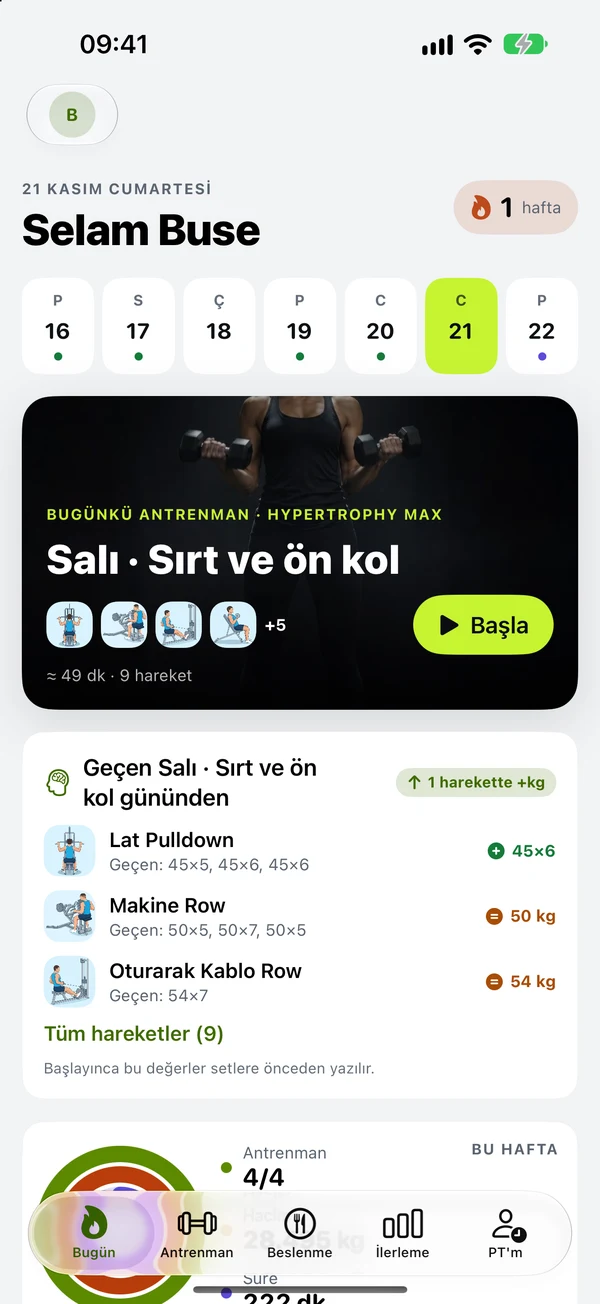 09:41
B
21 KASIM CUMARTESİ
Selam Buse
1 hafta
P S Ç P C C P
16 17 18 19 20 21 22
BUGÜNKÜ ANTRENMAN · HYPERTROPHY MAX
Salı · Sırt ve ön kol
+5
Başla
≈ 49 dk · 9 hareket
Geçen Salı · Sırt ve ön
kol gününden
↑ 1 harekette +kg
Lat Pulldown
Geçen: 45×5, 45×6, 45×6
45×6
Makine Row
Geçen: 50×5, 50×7, 50×5
50 kg
Oturarak Kablo Row
Geçen: 54×7
54 kg
Tüm hareketler (9)
Başlayınca bu değerler setlere önceden yazılır.
BU HAFTA
Antrenman
4/4
Süre
222 dk
Bugün
Antrenman
Beslenme
İlerleme
PT'm